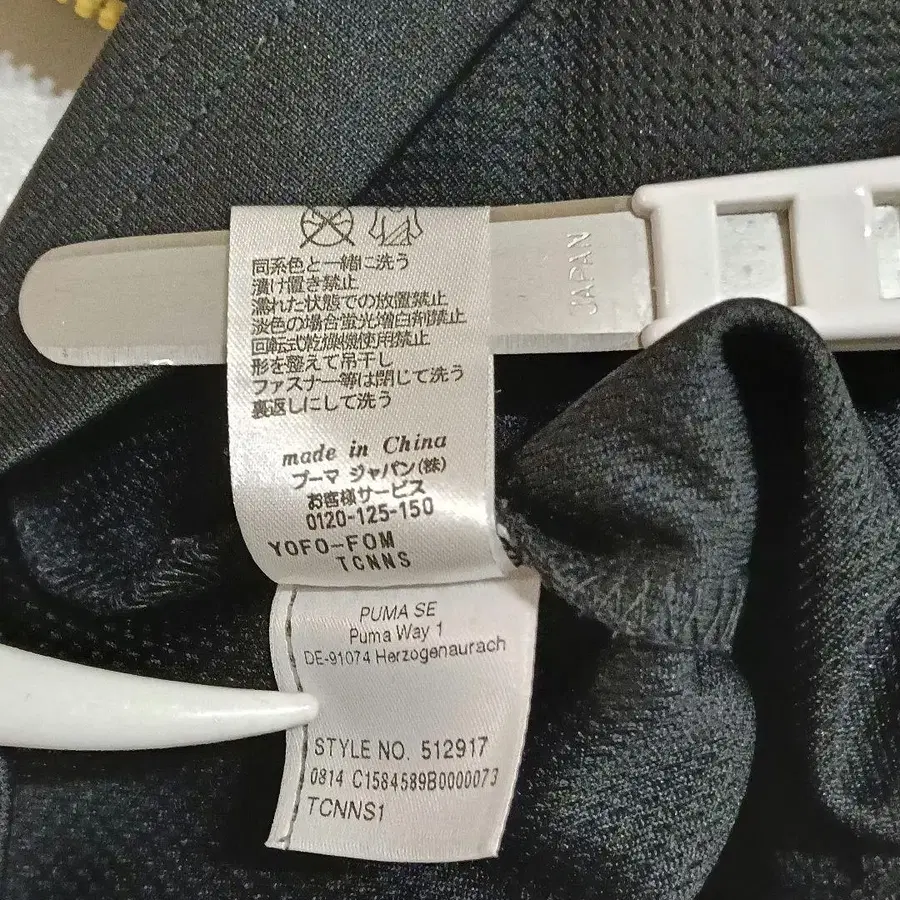 同系色と一緒に洗う
漬け置き禁止
濡れた状態での放置禁止
淡色の場合蛍光増白剤禁止
回転式乾燥機使用禁止
形を整えて吊干し
ファスナー等は閉じて洗う
裏返しにして洗う
made in China
プーマ ジャパン(株)
お客様サービス
0120-125-150
YOFO-FOM
TCNNS
JAPAN
PUMA SE
Puma Way 1
DE-91074 Herzogenaurach
STYLE NO. 512917
0814 C1584589B0000073
TCNNS1